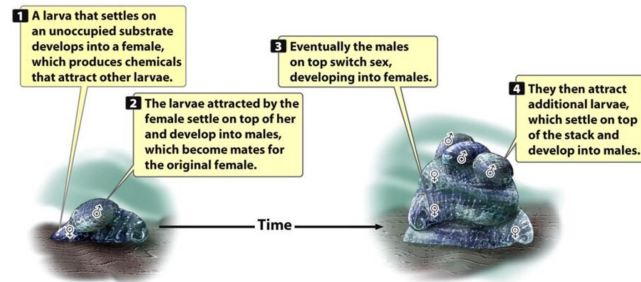 1 A larva that settles on
an unoccupied substrate
develops into a female,
which produces chemicals
that attract other larvae.
2 The larvae attracted by the
female settle on top of her
and develop into males,
which become mates for
the original female.
3 Eventually the males
on top switch sex,
developing into females.
4 They then attract
additional larvae,
which settle on top
of the stack and
develop into males.
♂
♀
Time
♂
♂
♂
♀
♀
♀